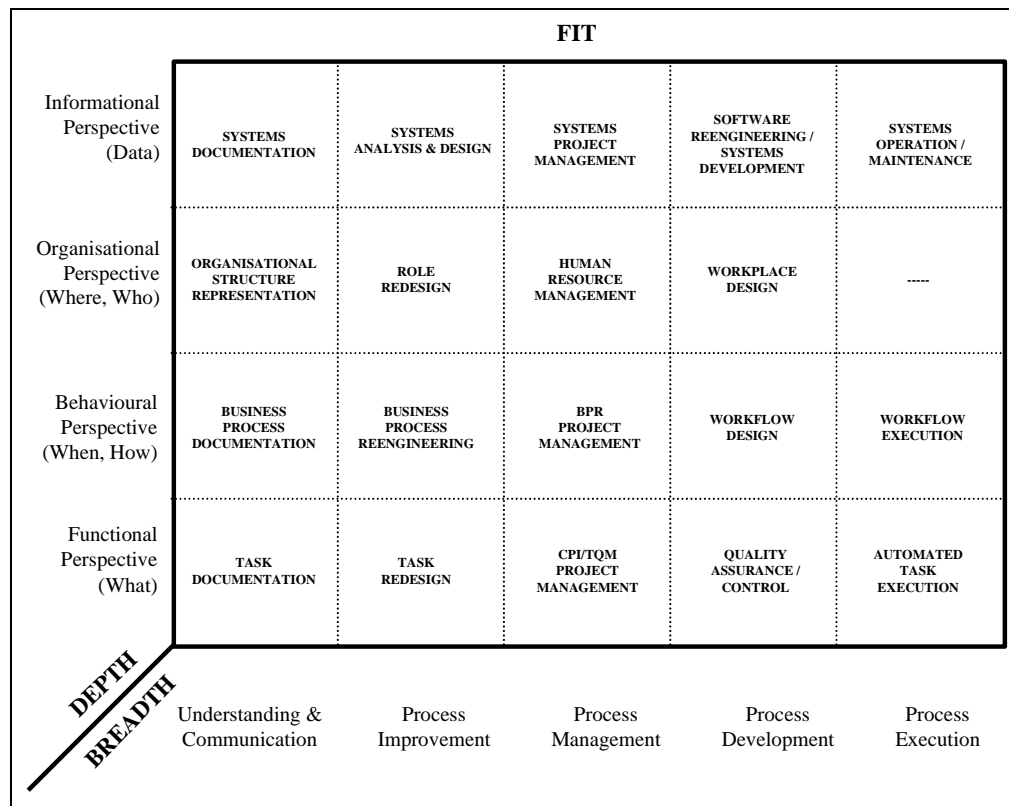 FIT
Informational
Perspective
(Data)
SYSTEMS
DOCUMENTATION
SYSTEMS
ANALYSIS & DESIGN
SYSTEMS
PROJECT
MANAGEMENT
SOFTWARE
REENGINEERING /
SYSTEMS
DEVELOPMENT
SYSTEMS
OPERATION /
MAINTENANCE
Organisational
Perspective
(Where, Who)
ORGANISATIONAL
STRUCTURE
REPRESENTATION
ROLE
REDESIGN
HUMAN
RESOURCE
MANAGEMENT
WORKPLACE
DESIGN
-----
Behavioural
Perspective
(When, How)
BUSINESS
PROCESS
DOCUMENTATION
BUSINESS
PROCESS
REENGINEERING
BPR
PROJECT
MANAGEMENT
WORKFLOW
DESIGN
WORKFLOW
EXECUTION
Functional
Perspective
(What)
TASK
DOCUMENTATION
TASK
REDESIGN
CPI/TQM
PROJECT
MANAGEMENT
QUALITY
ASSURANCE /
CONTROL
AUTOMATED
TASK
EXECUTION
DEPTH
BREADTH
Understanding &
Communication
Process
Improvement
Process
Management
Process
Development
Process
Execution